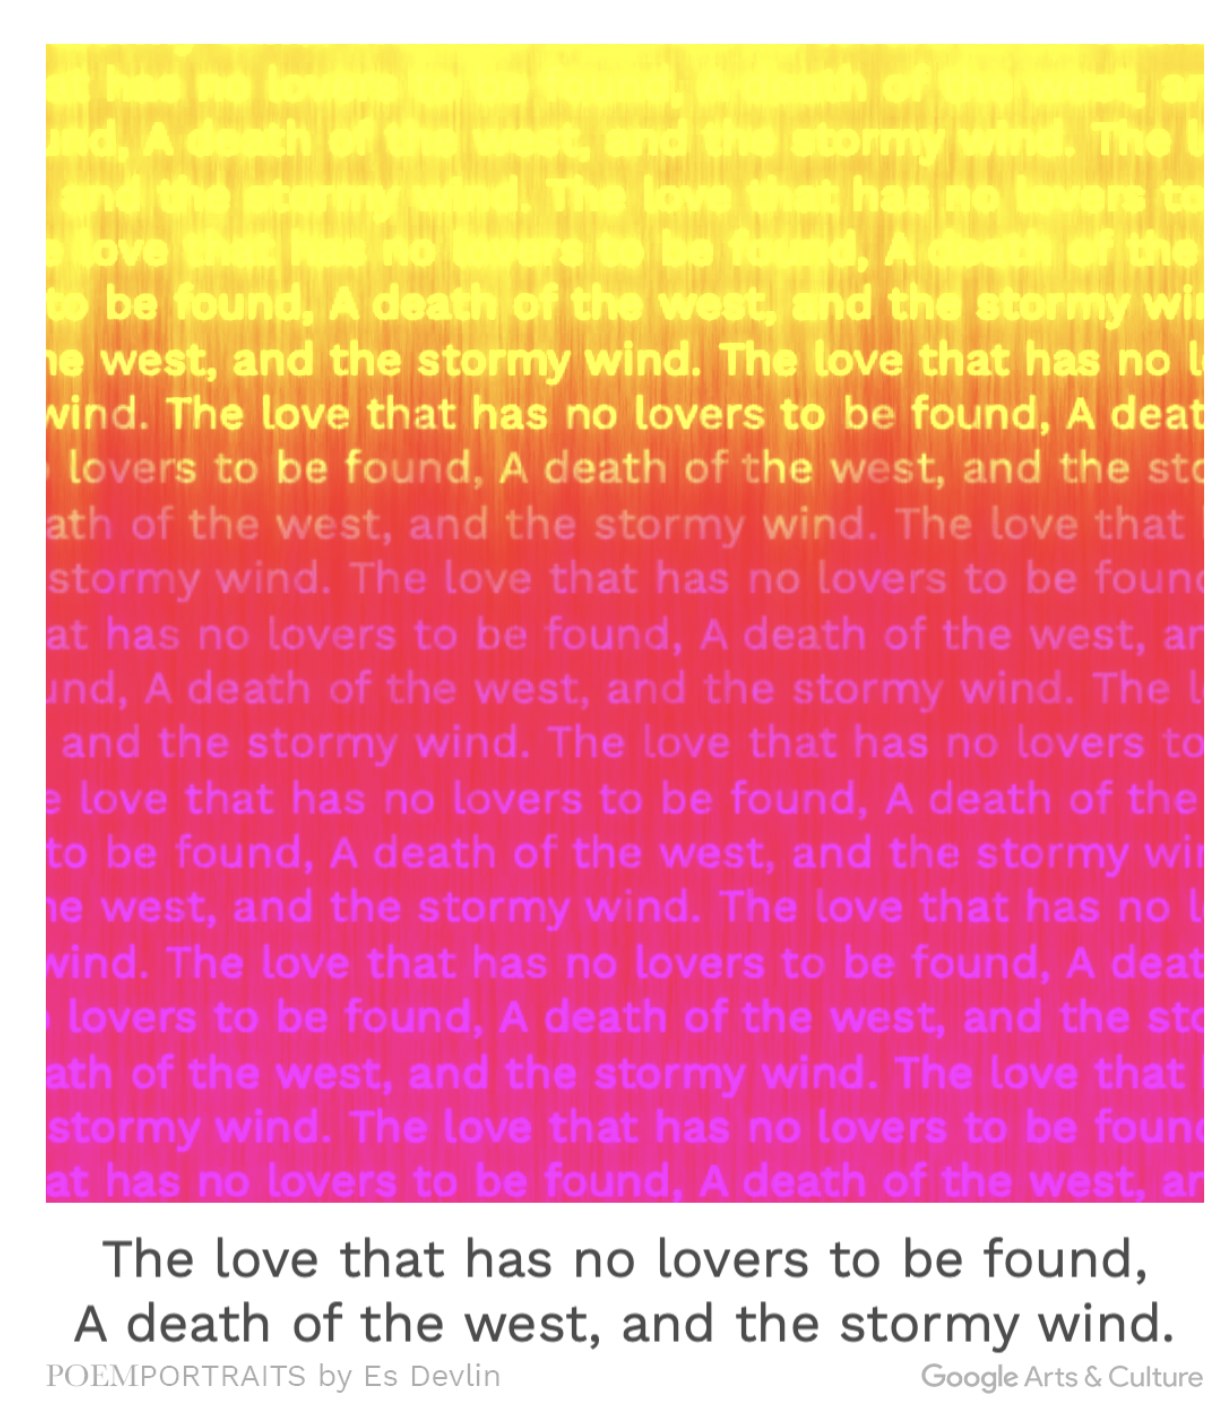 at has no lovers to be found, A death of the west, an
und, A death of the west, and the stormy wind. The l
and the stormy wind. The love that has no lovers to
e love that has no lovers to be found, A death of the
to be found, A death of the west, and the stormy win
he west, and the stormy wind. The love that has no l
wind. The love that has no lovers to be found, A deat
lovers to be found, A death of the west, and the sto
ath of the west, and the stormy wind. The love that
stormy wind. The love that has no lovers to be found
at has no lovers to be found, A death of the west, an
und, A death of the west, and the stormy wind. The l
and the stormy wind. The love that has no lovers to
e love that has no lovers to be found, A death of the
to be found, A death of the west, and the stormy win
he west, and the stormy wind. The love that has no l
wind. The love that has no lovers to be found, A deat
lovers to be found, A death of the west, and the sto
ath of the west, and the stormy wind. The love that
stormy wind. The love that has no lovers to be found
at has no lovers to be found, A death of the west, an
The love that has no lovers to be found,
A death of the west, and the stormy wind.
POEMPORTRAITS by Es Devlin
Google Arts & Culture